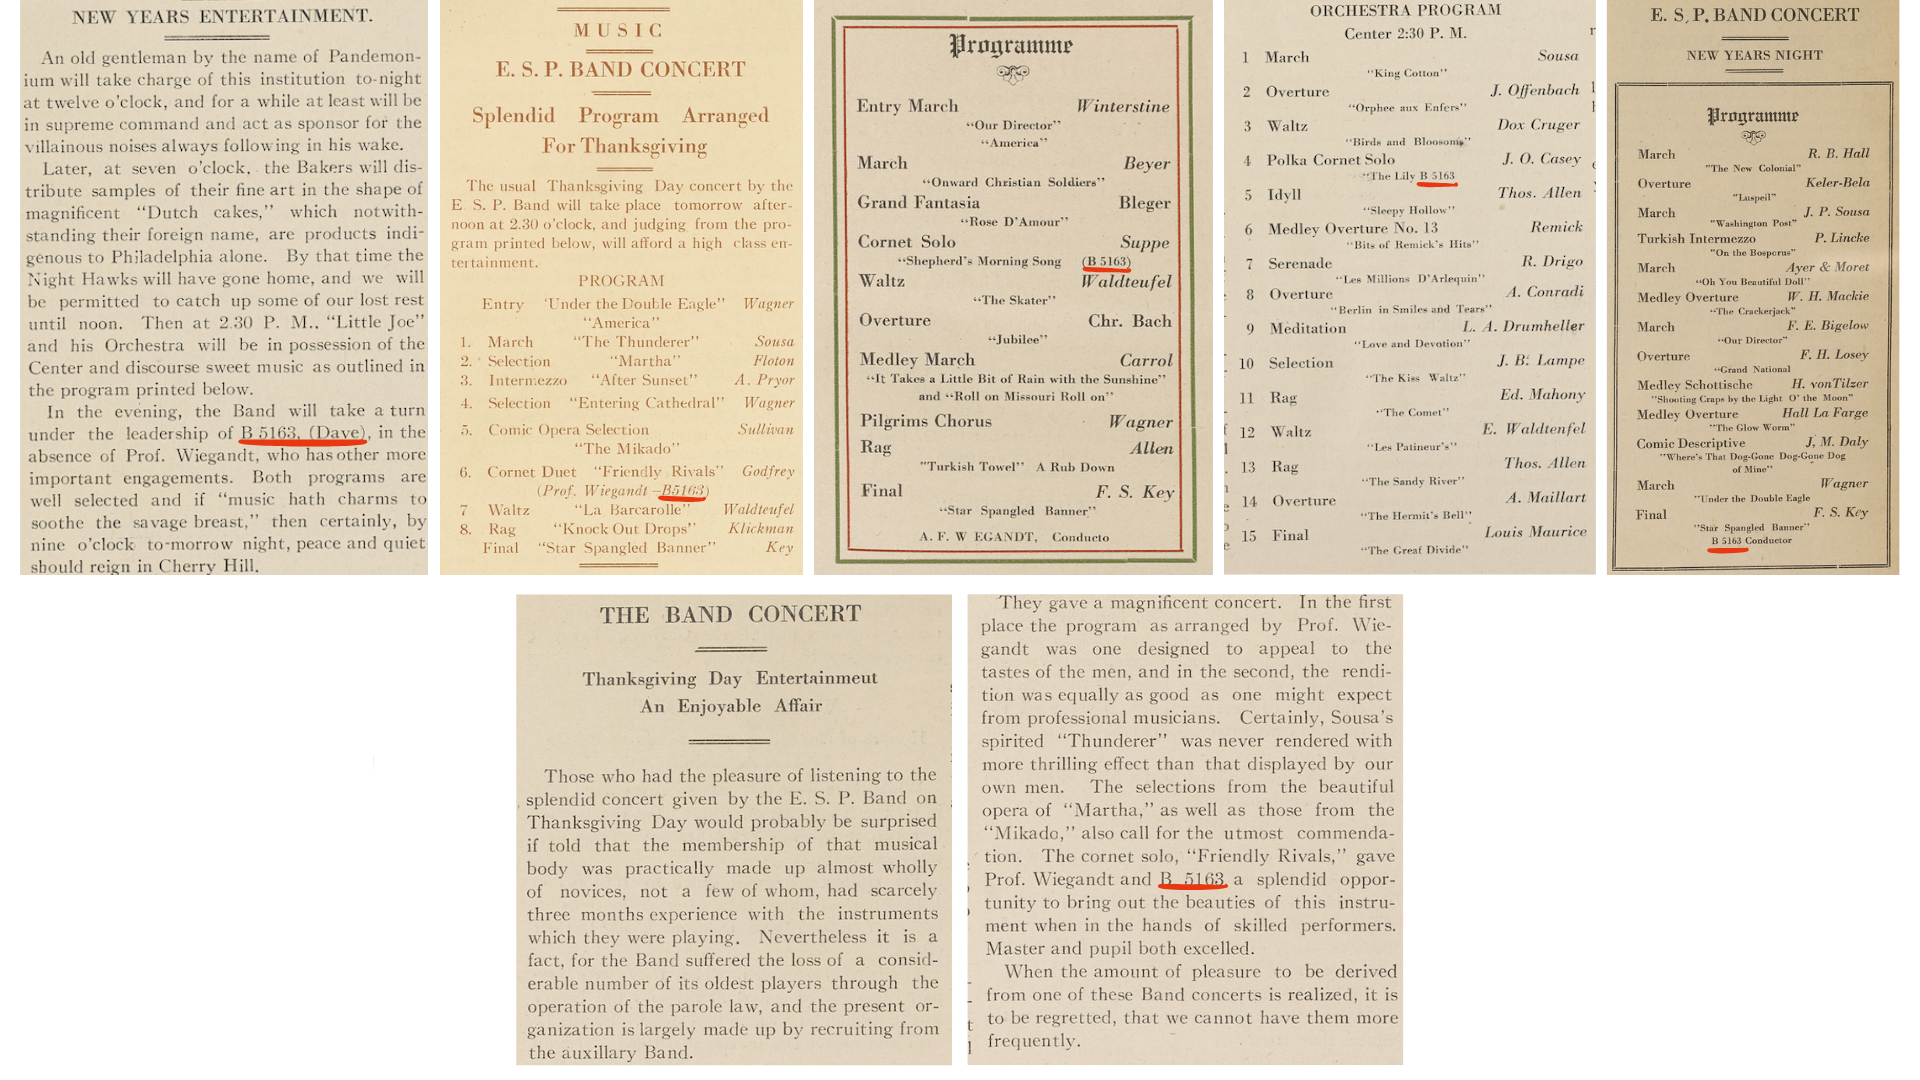 NEW YEARS ENTERTAINMENT.
An old gentleman by the name of Pandemon-
ium will take charge of this institution to-night
at twelve o'clock, and for a while at least will be
in supreme command and act as sponsor for the
villainous noises always following in his wake.
Later, at seven o'clock, the Bakers will dis-
tribute samples of their fine art in the shape of
magnificent “Dutch cakes,” which notwith-
standing their foreign name, are products indi-
genous to Philadelphia alone. By that time the
Night Hawks will have gone home, and we will
be permitted to catch up some of our lost rest
until noon. Then at 2.30 P. M., “Little Joe”
and his Orchestra will be in possession of the
Center and discourse sweet music as outlined in
the program printed below.
In the evening, the Band will take a turn
under the leadership of B 5163, (Dave), in the
absence of Prof. Wiegandt, who has other more
important engagements. Both programs are
well selected and if “music hath charms to
soothe the savage breast,” then certainly, by
nine o'clock to-morrow night, peace and quiet
should reign in Cherry Hill.
MUSIC
E. S. P. BAND CONCERT
Splendid Program Arranged
For Thanksgiving
The usual Thanksgiving Day concert by the
E. S. P. Band will take place tomorrow after-
noon at 2.30 o'clock, and judging from the pro-
gram printed below, will afford a high class en-
tertainment.
PROGRAM
Entry 'Under the Double Eagle” Wagner
“America”
1. March “The Thunderer” Sousa
2. Selection “Martha” Floton
3. Intermezzo “After Sunset” A. Pryor
4. Selection “Entering Cathedral” Wagner
5. Comic Opera Selection Sullivan
“The Mikado”
6. Cornet Duet “Friendly Rivals” Godfrey
(Prof. Wiegandt—B5163)
7 Waltz “La Barcarolle” Waldteufel
8. Rag “Knock Out Drops” Klickman
Final “Star Spangled Banner” Key
Programme
Entry March Winterstine
“Our Director”
“America”
March Beyer
“Onward Christian Soldiers”
Grand Fantasia Bleger
“Rose D'Amour”
Cornet Solo Suppe
“Shepherd's Morning Song (B 5163)
Waltz Waldteufel
“The Skater”
Overture Chr. Bach
“Jubilee”
Medley March Carrol
“It Takes a Little Bit of Rain with the Sunshine”
and “Roll on Missouri Roll on”
Pilgrims Chorus Wagner
Rag Allen
“Turkish Towel” A Rub Down
Final F. S. Key
“Star Spangled Banner”
A. F. W EGANDT, Conducto
ORCHESTRA PROGRAM
Center 2:30 P. M.
1 March Sousa
“King Cotton”
2 Overture J. Offenbach
“Orphee aux Enfers”
3 Waltz Dox Cruger
“Birds and Bloosoms”
4 Polka Cornet Solo J. O. Casey
“The Lily B 5163
5 Idyll Thos. Allen
“Sleepy Hollow”
6 Medley Overture No. 13 Remick
“Bits of Remick's Hits”
7 Serenade R. Drigo
“Les Millions D'Arlequin”
8 Overture A. Conradi
“Berlin in Smiles and Tears”
9 Meditation L. A. Drumheller
“Love and Devotion”
10 Selection J. B. Lampe
“The Kiss Waltz”
11 Rag Ed. Mahony
“The Comet”
12 Waltz E. Waldtenfel
“Les Patineur's”
13 Rag Thos. Allen
“The Sandy River”
14 Overture A. Maillart
“The Hermit's Bell”
15 Final Louis Maurice
“The Great Divide”
E. S. P. BAND CONCERT
NEW YEARS NIGHT
Programme
March R. B. Hall
”The New Colonial”
Overture Keler-Bela
“Luspeil”
March J. P. Sousa
”Washington Post”
Turkish Intermezzo P. Lincke
“On the Bosporus”
March Ayer & Moret
“Oh You Beautiful Doll”
Medley Overture W. H. Mackie
“The Crackerjack”
March F. E. Bigelow
“Our Director”
Overture F. H. Losey
“Grand National
Medley Schottische H. vonTilzer
“Shooting Craps by the Light O' the Moon”
Medley Overture Hall La Farge
“The Glow Worm”
Comic Descriptive J. M. Daly
“Where's That Dog-Gone Dog-Gone Dog
of Mine”
March Wagner
“Under the Double Eagle
Final F. S. Key
“Star Spangled Banner”
B 5163 Conductor
THE BAND CONCERT
Thanksgiving Day Entertainment
An Enjoyable Affair
Those who had the pleasure of listening to the
splendid concert given by the E. S. P. Band on
Thanksgiving Day would probably be surprised
if told that the membership of that musical
body was practically made up almost wholly
of novices, not a few of whom, had scarcely
three months experience with the instruments
which they were playing. Nevertheless it is a
fact, for the Band suffered the loss of a consid-
erable number of its oldest players through the
operation of the parole law, and the present or-
ganization is largely made up by recruiting from
the auxillary Band.
They gave a magnificent concert. In the first
place the program as arranged by Prof. Wie-
gandt was one designed to appeal to the
tastes of the men, and in the second, the rendi-
tion was equally as good as one might expect
from professional musicians. Certainly, Sousa's
spirited “Thunderer” was never rendered with
more thrilling effect than that displayed by our
own men. The selections from the beautiful
opera of “Martha,” as well as those from the
“Mikado,” also call for the utmost commenda-
tion. The cornet solo, “Friendly Rivals,” gave
Prof. Wiegandt and B 5163 a splendid oppor-
tunity to bring out the beauties of this instru-
ment when in the hands of skilled performers.
Master and pupil both excelled.
When the amount of pleasure to be derived
from one of these Band concerts is realized, it is
to be regretted, that we cannot have them more
frequently.